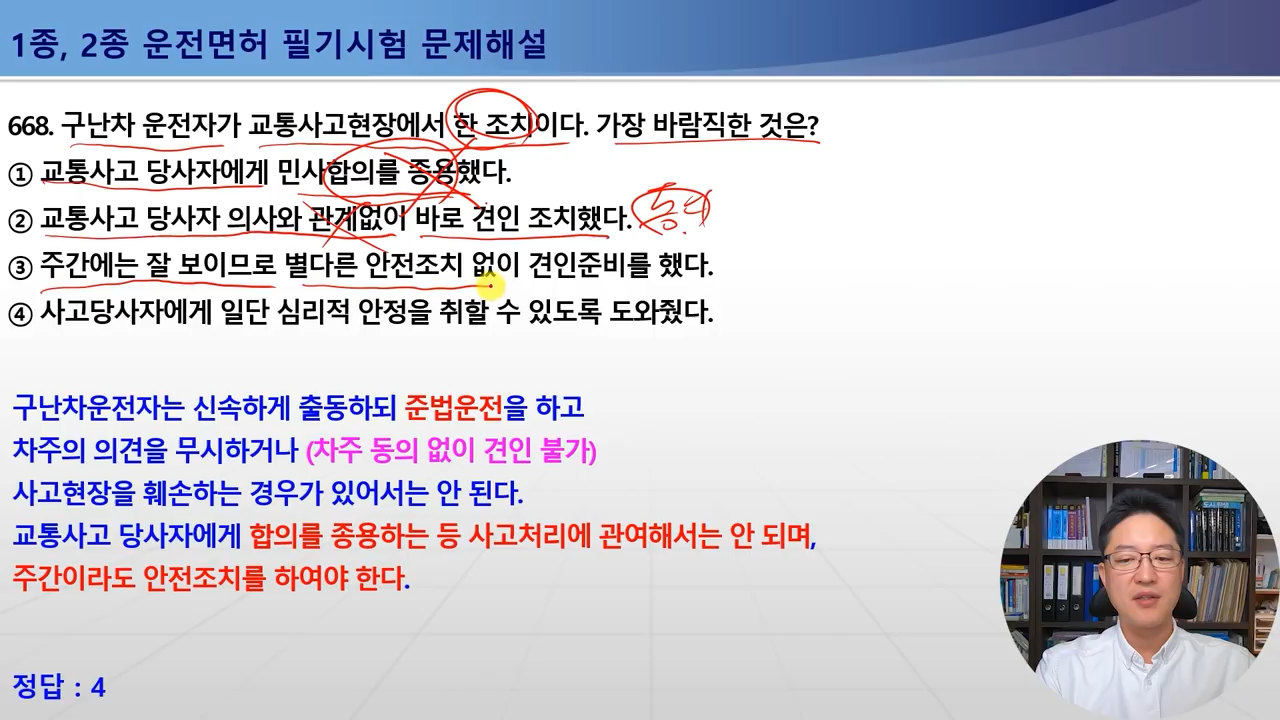 1종, 2종 운전면허 필기시험 문제해설
668. 구난차 운전자가 교통사고현장에서 한 조치이다. 가장 바람직한 것은?
① 교통사고 당사자에게 민사합의를 종용했다.
② 교통사고 당사자 의사와 관계없이 바로 견인 조치했다. 동의
③ 주간에는 잘 보이므로 별다른 안전조치 없이 견인준비를 했다.
④ 사고당사자에게 일단 심리적 안정을 취할 수 있도록 도와줬다.
구난차운전자는 신속하게 출동하되 준법운전을 하고
차주의 의견을 무시하거나 (차주 동의 없이 견인 불가)
사고현장을 훼손하는 경우가 있어서는 안 된다.
교통사고 당사자에게 합의를 종용하는 등 사고처리에 관여해서는 안 되며,
주간이라도 안전조치를 하여야 한다.
정답 : 4